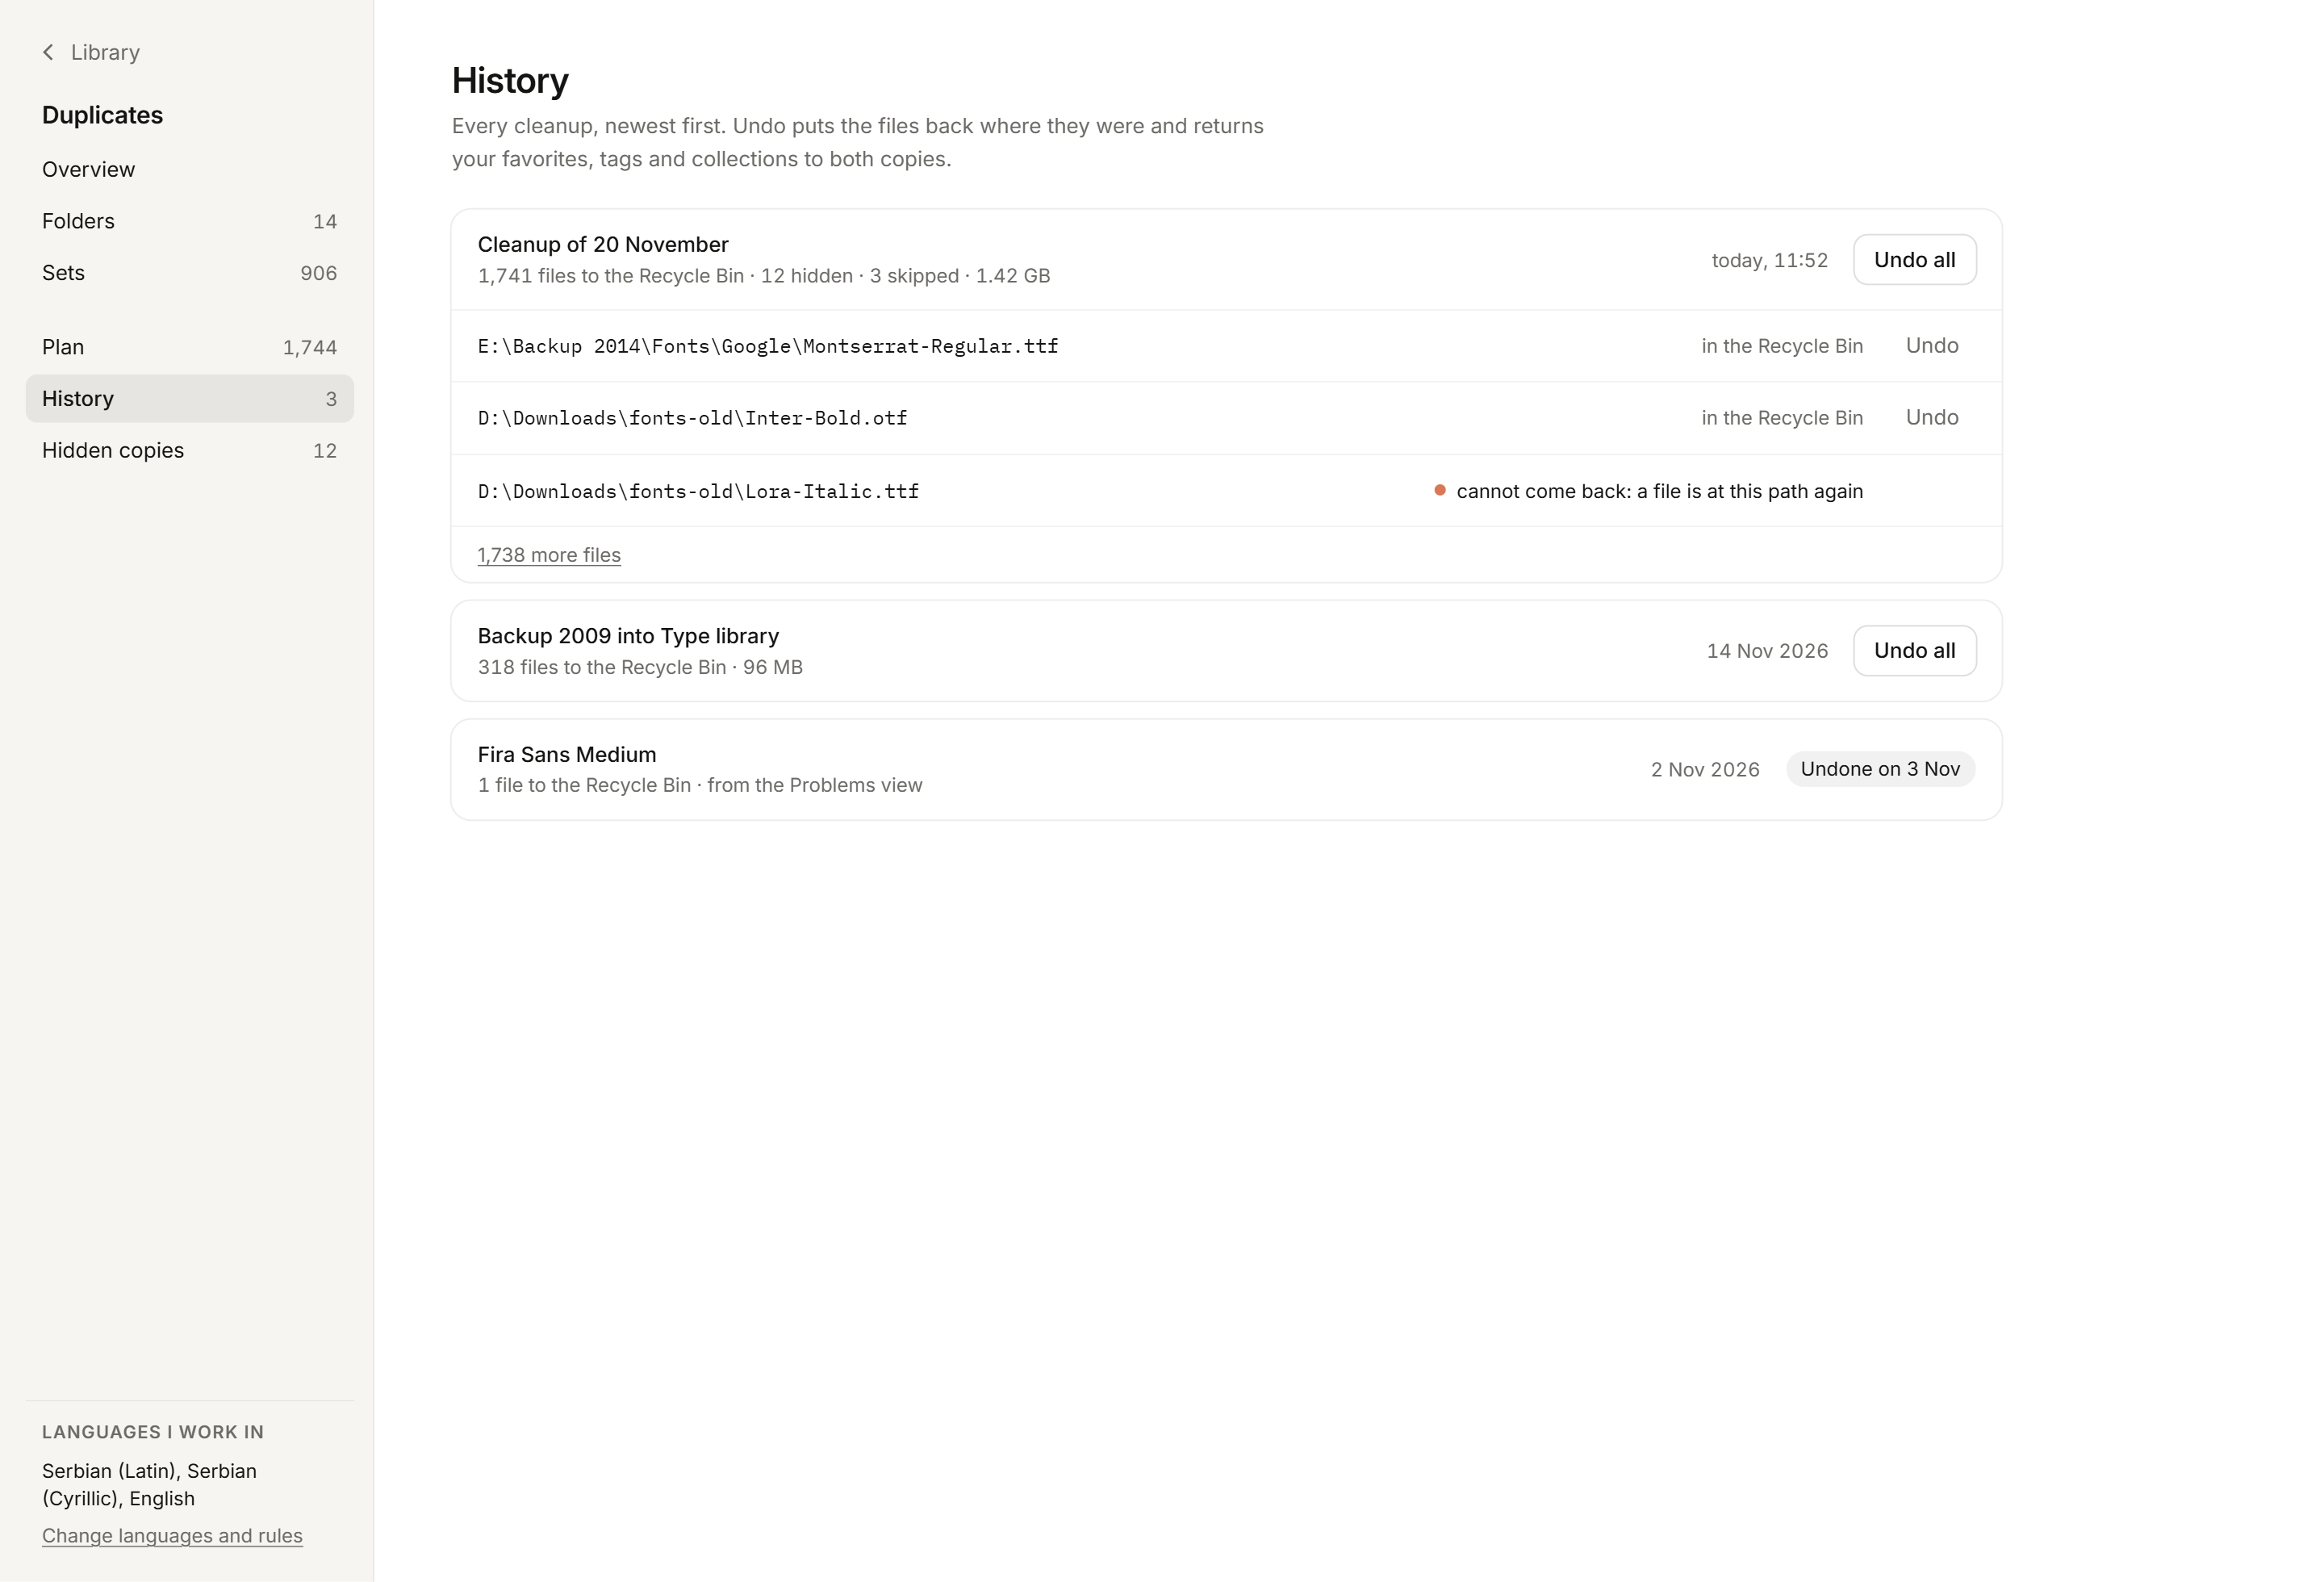 Library
Duplicates
Overview
Folders 14
Sets 906
Plan 1,744
History 3
Hidden copies 12
LANGUAGES I WORK IN
Serbian (Latin), Serbian
(Cyrillic), English
Change languages and rules
History
Every cleanup, newest first. Undo puts the files back where they were and returns
your favorites, tags and collections to both copies.
Cleanup of 20 November
1,741 files to the Recycle Bin · 12 hidden · 3 skipped · 1.42 GB
today, 11:52 Undo all
E:\Backup 2014\Fonts\Google\Montserrat-Regular.ttf in the Recycle Bin Undo
D:\Downloads\fonts-old\Inter-Bold.otf in the Recycle Bin Undo
D:\Downloads\fonts-old\Lora-Italic.ttf cannot come back: a file is at this path again
1,738 more files
Backup 2009 into Type library
318 files to the Recycle Bin · 96 MB
14 Nov 2026 Undo all
Fira Sans Medium
1 file to the Recycle Bin · from the Problems view
2 Nov 2026 Undone on 3 Nov